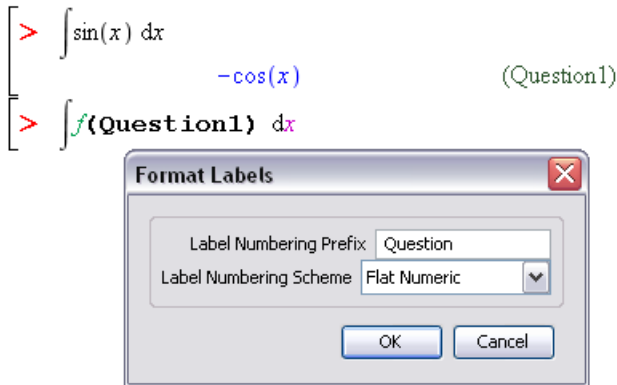 > ∫sin(x) dx
-cos(x) (Question1)
> ∫f(Question1) dx
Format Labels
Label Numbering Prefix Question
Label Numbering Scheme Flat Numeric
OK Cancel